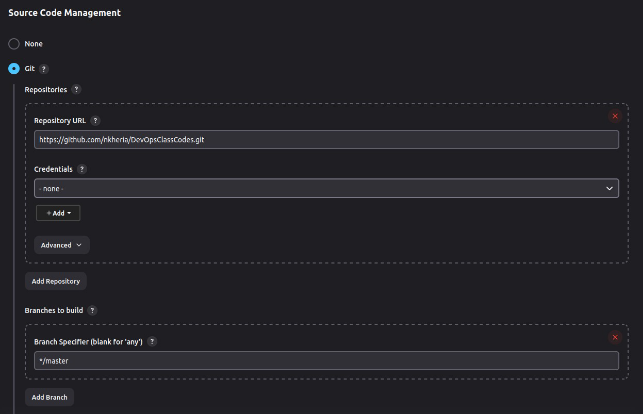 Source Code Management
None
Git ?
Repositories ?
Repository URL ?
https://github.com/nkheria/DevOpsClassCodes.git
Credentials ?
- none -
+ Add
Advanced
Add Repository
Branches to build ?
Branch Specifier (blank for 'any') ?
*/master
Add Branch